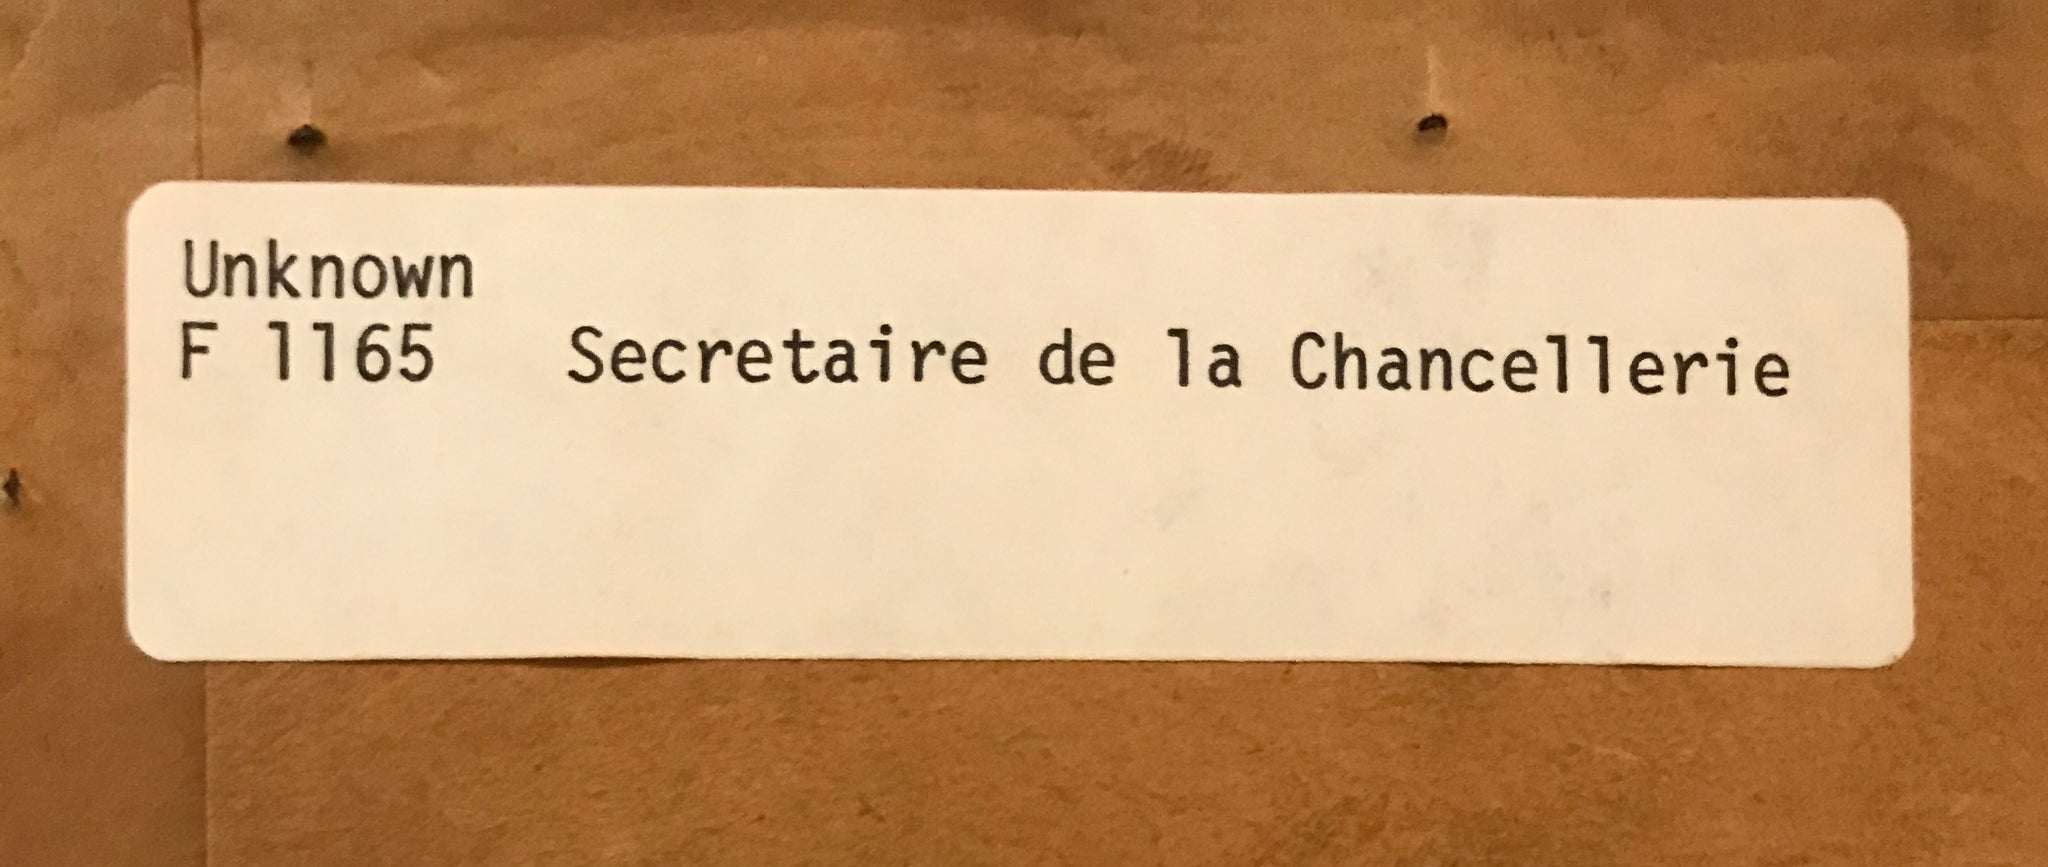 Unknown
F 1165 Secretaire de la Chancellerie